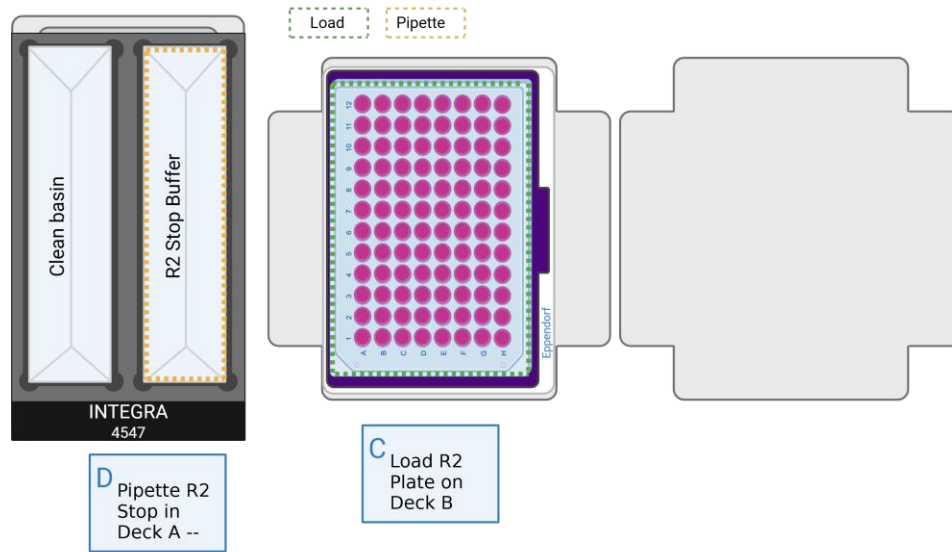 Load
Pipette
Clean basin
R2 Stop Buffer
INTEGRA
4547
12
11
10
9
8
7
6
5
4
3
2
1
A B C D E F G H
Eppendorf
D
Pipette R2
Stop in
Deck A --
C
Load R2
Plate on
Deck B